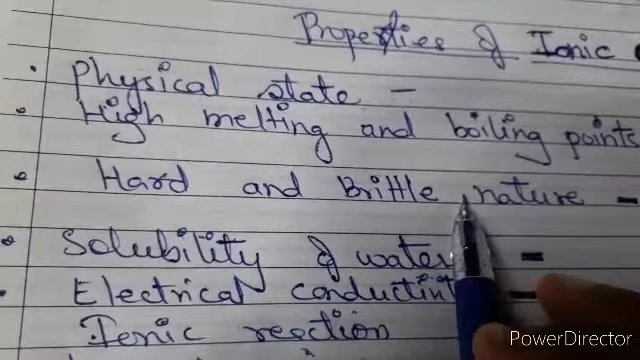 Properties of Ionic
• Physical state -
• High melting and boiling points
• Hard and Brittle nature -
• Solubility of water -
• Electrical conductint -
Ionic reaction
PowerDirector